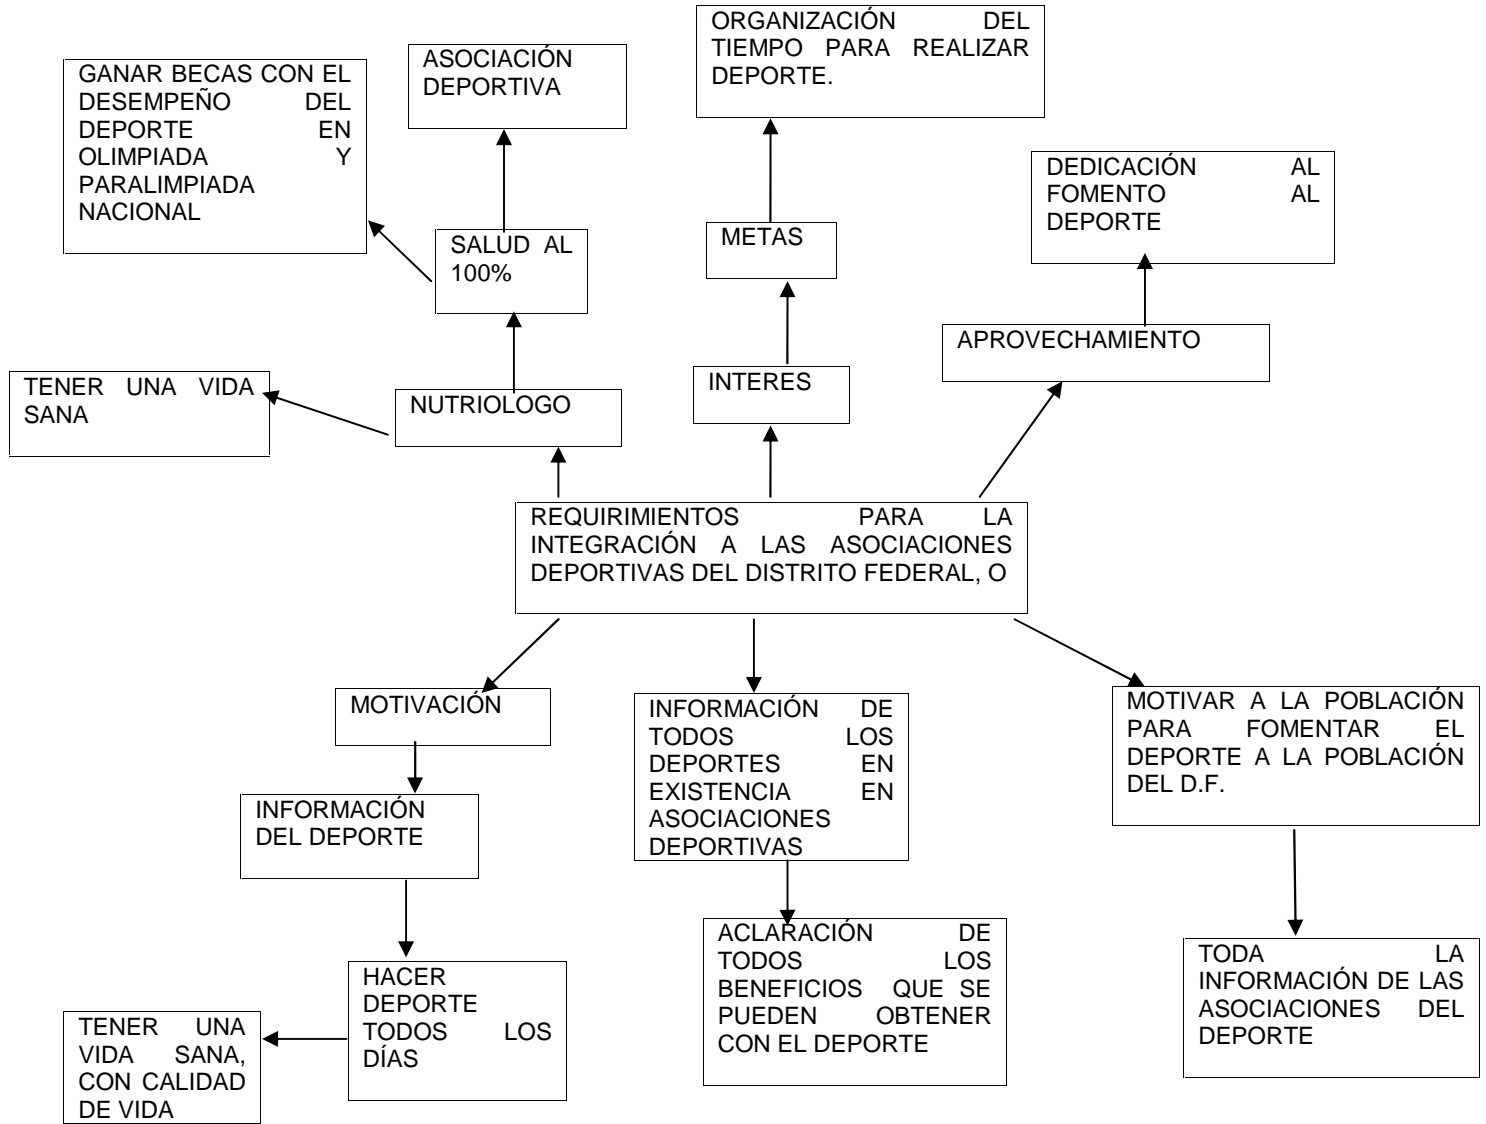 ORGANIZACIÓN DEL
TIEMPO PARA REALIZAR
DEPORTE.
ASOCIACIÓN
DEPORTIVA
GANAR BECAS CON EL
DESEMPEÑO DEL
DEPORTE EN
OLIMPIADA Y
PARALIMPIADA
NACIONAL
DEDICACIÓN AL
FOMENTO AL
DEPORTE
METAS
SALUD AL
100%
APROVECHAMIENTO
INTERES
TENER UNA VIDA
SANA
NUTRIOLOGO
REQUIRIMIENTOS PARA LA
INTEGRACIÓN A LAS ASOCIACIONES
DEPORTIVAS DEL DISTRITO FEDERAL, O
MOTIVACIÓN
INFORMACIÓN DE
TODOS LOS
DEPORTES EN
EXISTENCIA EN
ASOCIACIONES
DEPORTIVAS
MOTIVAR A LA POBLACIÓN
PARA FOMENTAR EL
DEPORTE A LA POBLACIÓN
DEL D.F.
INFORMACIÓN
DEL DEPORTE
ACLARACIÓN DE
TODOS LOS
BENEFICIOS QUE SE
PUEDEN OBTENER
CON EL DEPORTE
TODA LA
INFORMACIÓN DE LAS
ASOCIACIONES DEL
DEPORTE
HACER
DEPORTE
TODOS LOS
DÍAS
TENER UNA
VIDA SANA,
CON CALIDAD
DE VIDA